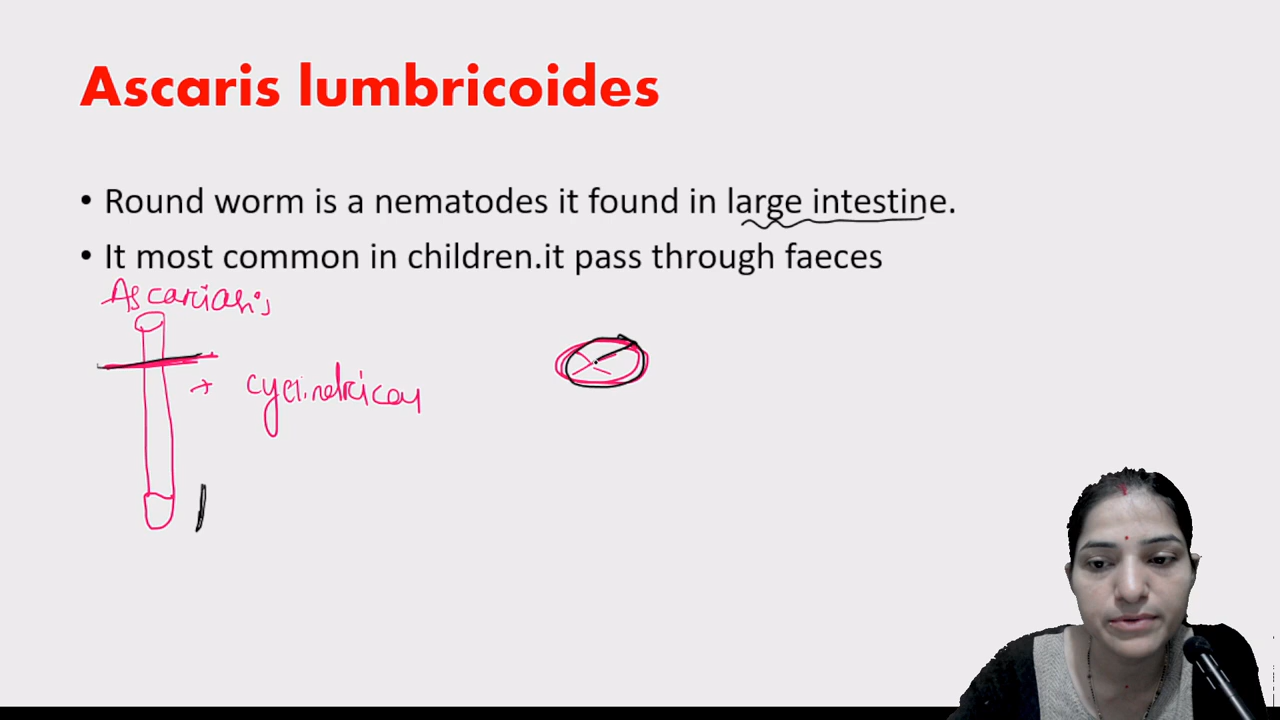 Ascaris lumbricoides
• Round worm is a nematodes it found in large intestine.
• It most common in children.it pass through faeces
Ascariasis